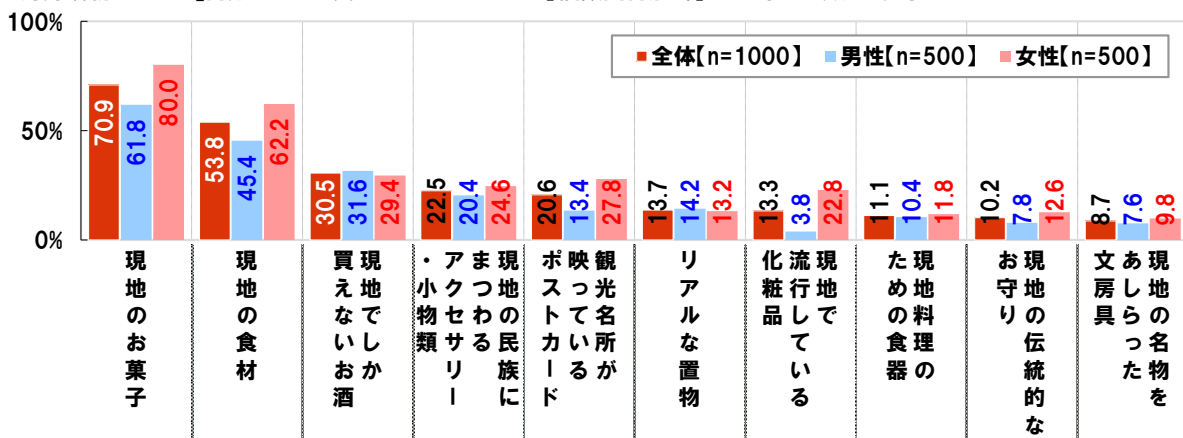 100%
50%
0%
全体【n=1000】 男性【n=500】 女性【n=500】
70.9 61.8 80.0
53.8 45.4 62.2
30.5 31.6 29.4
22.5 20.4 24.6
20.6 13.4 27.8
13.7 14.2 13.2
13.3 3.8 22.8
11.1 10.4 11.8
10.2 7.8 12.6
8.7 7.6 9.8
現地のお菓子
現地の食材
現地でしか
買えないお酒
現地の民族に
まつわる
アクセサリー
・小物類
観光名所が
映っている
ポストカード
リアルな置物
現地で
流行している
化粧品
現地料理の
ための食器
現地の伝統的な
お守り
現地の名物を
あしらった
文房具